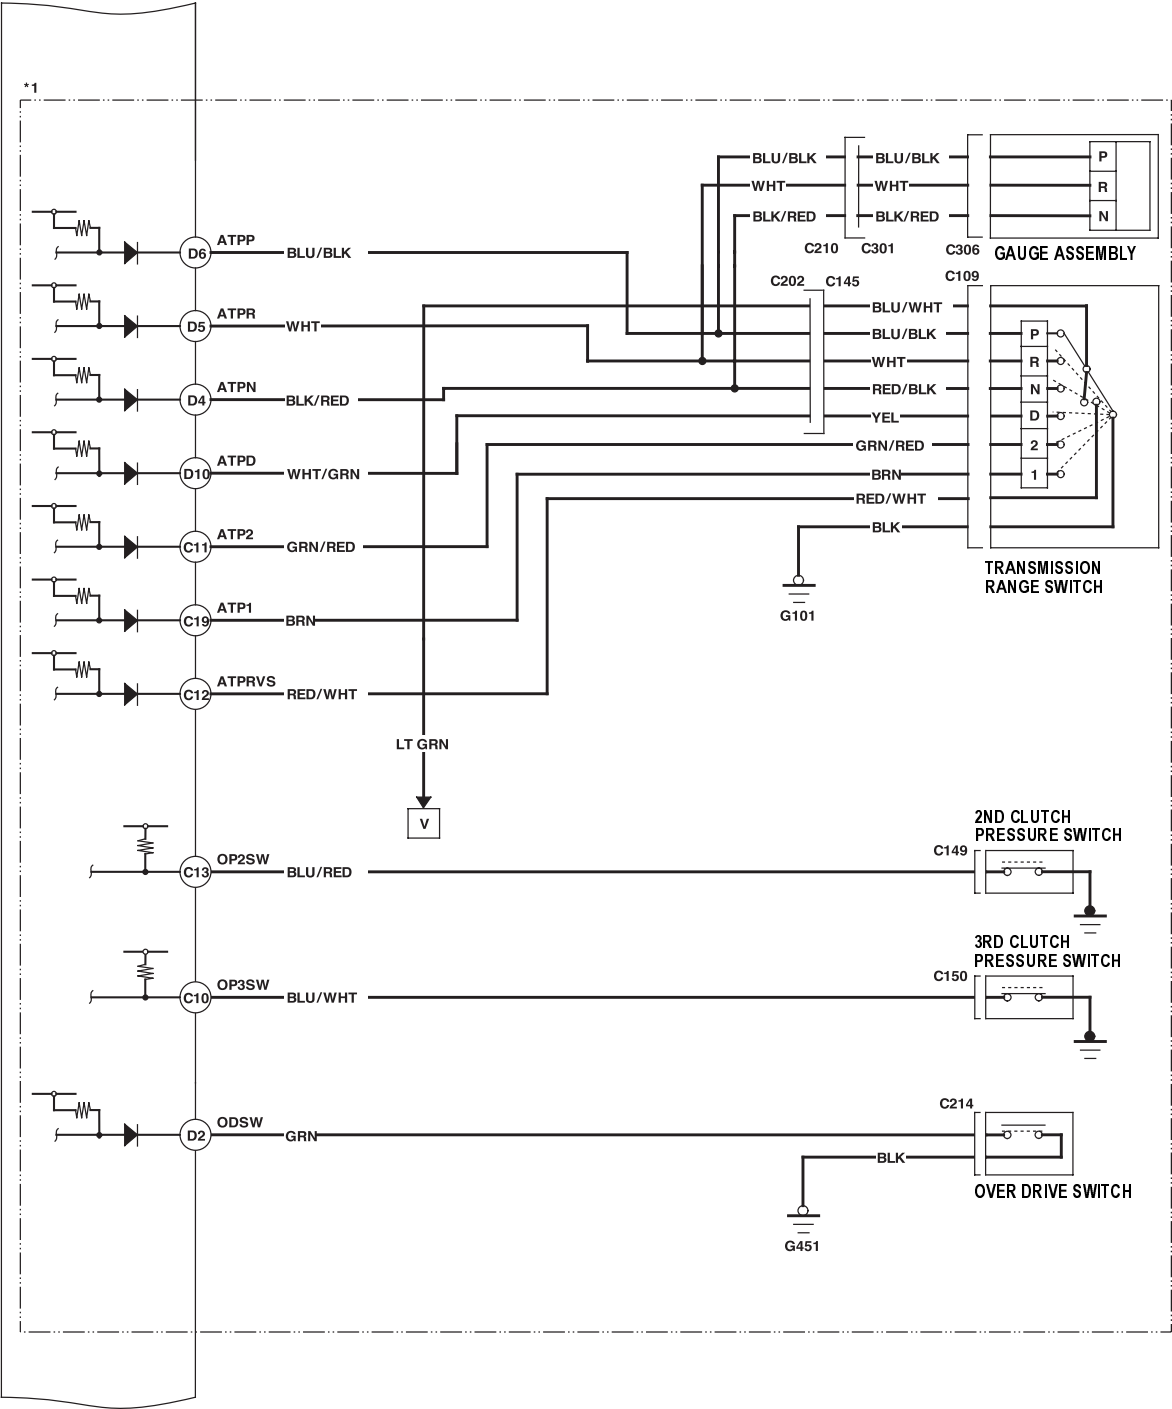 *1
BLU/BLK BLU/BLK P
WHT WHT R
BLK/RED BLK/RED N
C210 C301 C306 GAUGE ASSEMBLY
D6 ATPP BLU/BLK
C202 C145 C109
BLU/WHT
D5 ATPR WHT
BLU/BLK P
WHT R
D4 ATPN BLK/RED
RED/BLK N
YEL D
D10 ATPD WHT/GRN
GRN/RED 2
BRN 1
RED/WHT
BLK
C11 ATP2 GRN/RED
TRANSMISSION
RANGE SWITCH
G101
C19 ATP1 BRN
C12 ATPRVS RED/WHT
LT GRN
V
2ND CLUTCH
PRESSURE SWITCH
C149
C13 OP2SW BLU/RED
3RD CLUTCH
PRESSURE SWITCH
C150
C10 OP3SW BLU/WHT
C214
D2 ODSW GRN
BLK
OVER DRIVE SWITCH
G451